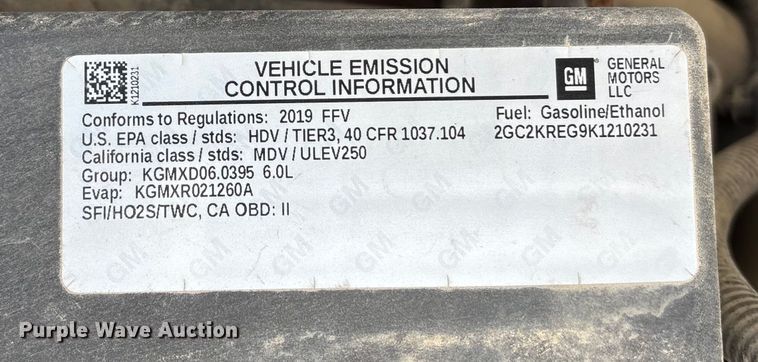 K1210231
VEHICLE EMISSION
CONTROL INFORMATION
GM
GENERAL
MOTORS
LLC
Conforms to Regulations: 2019 FFV
Fuel: Gasoline/Ethanol
U.S. EPA class / stds: HDV / TIER3, 40 CFR 1037.104
2GC2KREG9K1210231
California class / stds: MDV / ULEV250
Group: KGMXD06.0395 6.0L
Evap: KGMXR021260A
SFI/HO2S/TWC, CA OBD: II
Purple Wave Auction